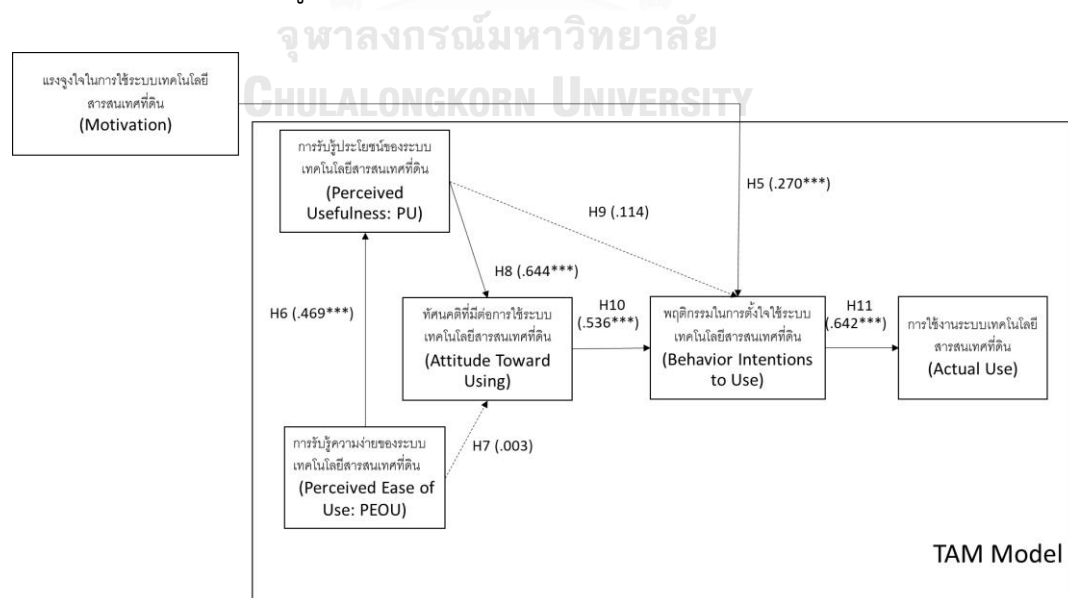 จุฬาลงกรณ์มหาวิทยาลัย
CHULALONGKORN UNIVERSITY
แรงจูงใจในการใช้ระบบเทคโนโลยี
สารสนเทศที่ดิน
(Motivation)
การรับรู้ประโยชน์ของระบบ
เทคโนโลยีสารสนเทศที่ดิน
(Perceived
Usefulness: PU)
H5 (.270***)
H9 (.114)
H8 (.644***)
H6 (.469***)
ทัศนคติที่มีต่อการใช้ระบบ
เทคโนโลยีสารสนเทศที่ดิน
(Attitude Toward
Using)
H10
(.536***)
พฤติกรรมในการตั้งใจใช้ระบบ
เทคโนโลยีสารสนเทศที่ดิน
(Behavior Intentions
to Use)
H11
(.642***)
การใช้งานระบบเทคโนโลยี
สารสนเทศที่ดิน
(Actual Use)
H7 (.003)
การรับรู้ความง่ายของระบบ
เทคโนโลยีสารสนเทศที่ดิน
(Perceived Ease of
Use: PEOU)
TAM Model